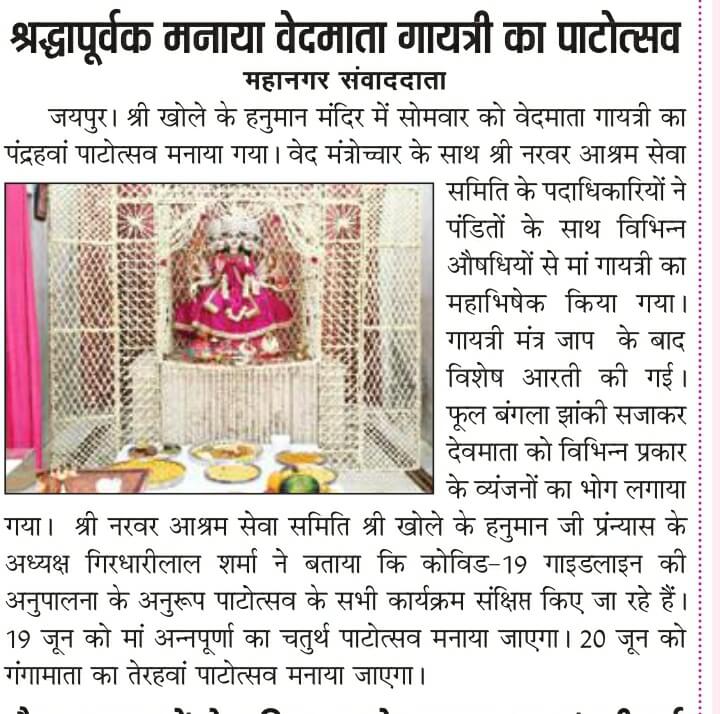 श्रद्धापूर्वक मनाया वेदमाता गायत्री का पाटोत्सव
महानगर संवाददाता
जयपुर। श्री खोले के हनुमान मंदिर में सोमवार को वेदमाता गायत्री का
पंद्रहवां पाटोत्सव मनाया गया। वेद मंत्रोच्चार के साथ श्री नरवर आश्रम सेवा
समिति के पदाधिकारियों ने
पंडितों के साथ विभिन्न
औषधियों से मां गायत्री का
महाभिषेक किया गया।
गायत्री मंत्र जाप के बाद
विशेष आरती की गई।
फूल बंगला झांकी सजाकर
देवमाता को विभिन्न प्रकार
के व्यंजनों का भोग लगाया
गया। श्री नरवर आश्रम सेवा समिति श्री खोले के हनुमान जी प्रंन्यास के
अध्यक्ष गिरधारीलाल शर्मा ने बताया कि कोविड-19 गाइडलाइन की
अनुपालना के अनुरूप पाटोत्सव के सभी कार्यक्रम संक्षिप्त किए जा रहे हैं।
19 जून को मां अन्नपूर्णा का चतुर्थ पाटोत्सव मनाया जाएगा। 20 जून को
गंगामाता का तेरहवां पाटोत्सव मनाया जाएगा।